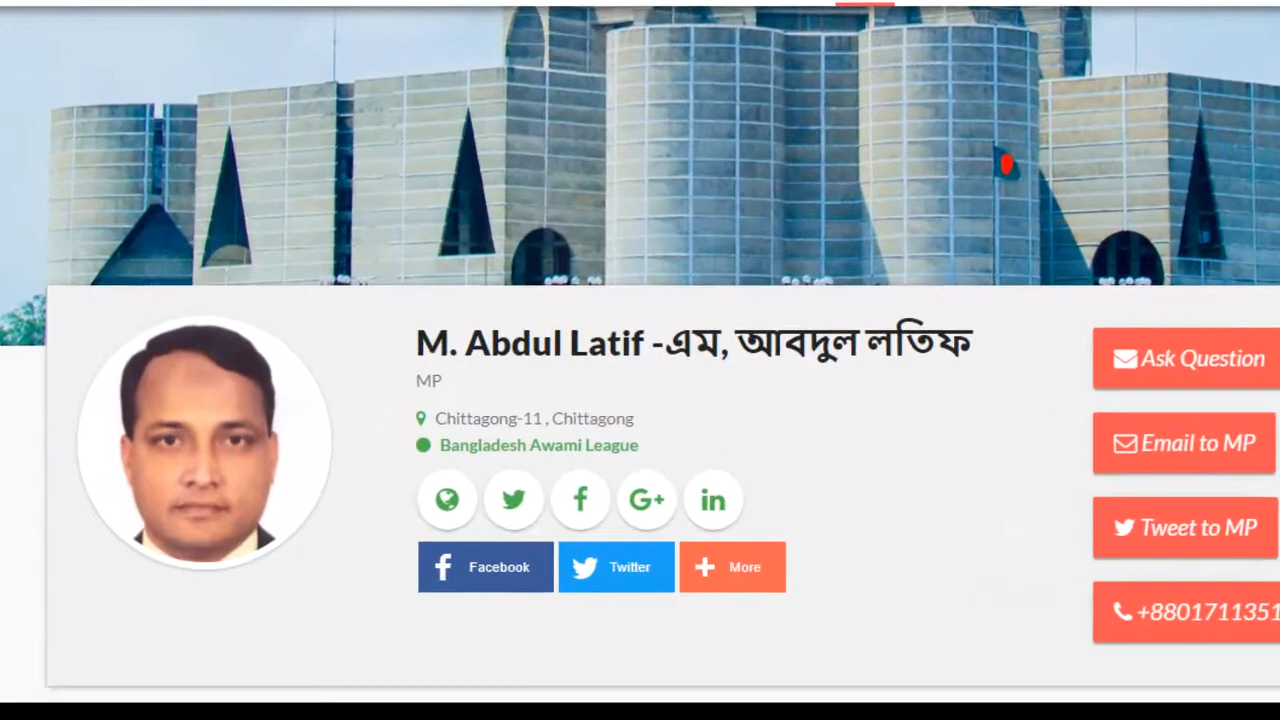 M. Abdul Latif -এম, আবদুল লতিফ
MP
Chittagong-11 , Chittagong
Bangladesh Awami League
G+
in
Facebook
Twitter
More
Ask Question
Email to MP
Tweet to MP
+8801711351